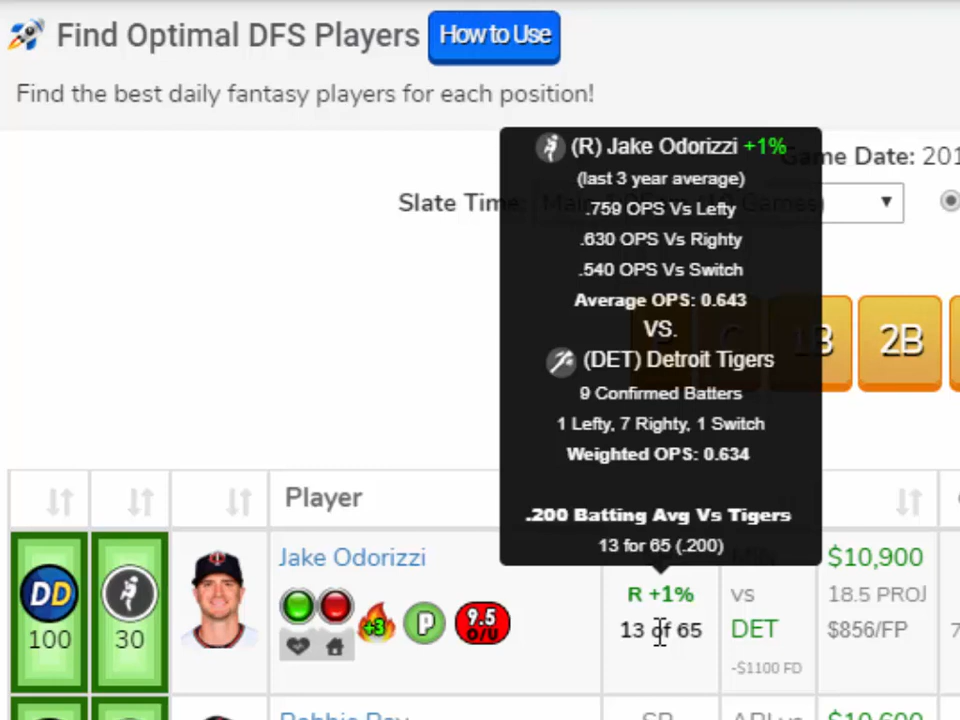 Find Optimal DFS Players
How to Use
Find the best daily fantasy players for each position!
Game Date: 201
Slate Time:
(R) Jake Odorizzi +1%
(last 3 year average)
.759 OPS Vs Lefty
.630 OPS Vs Righty
.540 OPS Vs Switch
Average OPS: 0.643
VS.
(DET) Detroit Tigers
9 Confirmed Batters
1 Lefty, 7 Righty, 1 Switch
Weighted OPS: 0.634
.200 Batting Avg Vs Tigers
13 for 65 (.200)
1B
2B
Player
DD
100
30
Jake Odorizzi
+3
P
9.5
O/U
R +1%
13 of 65
vs
DET
-$1100 FD
$10,900
18.5 PROJ
$856/FP
7